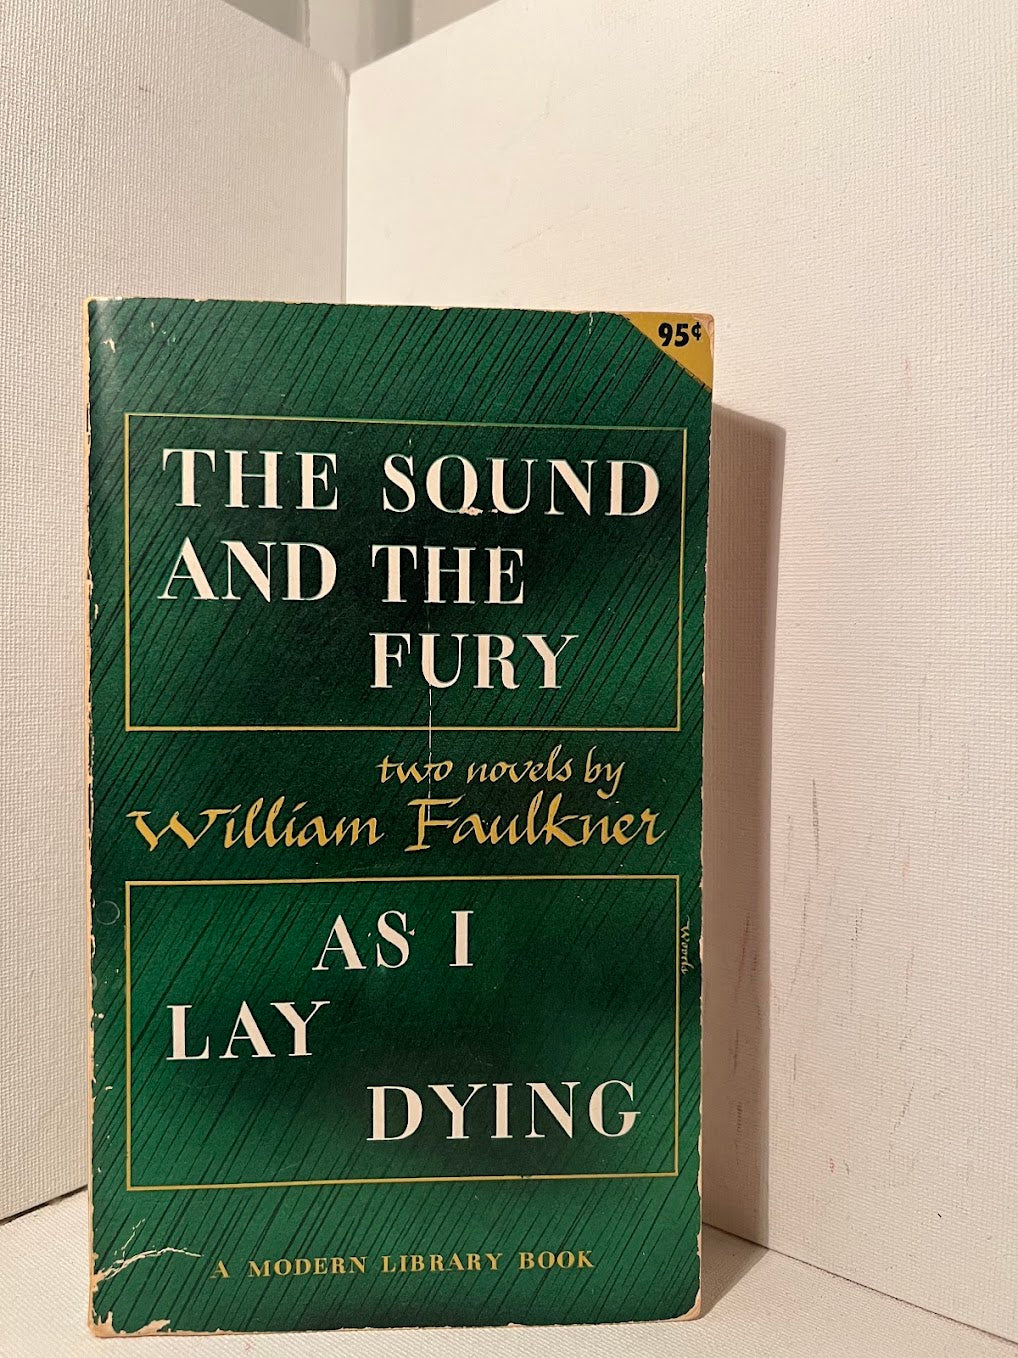 95¢
THE SOUND
AND THE
FURY
two novels by
William Faulkner
AS I
LAY
DYING
A MODERN LIBRARY BOOK